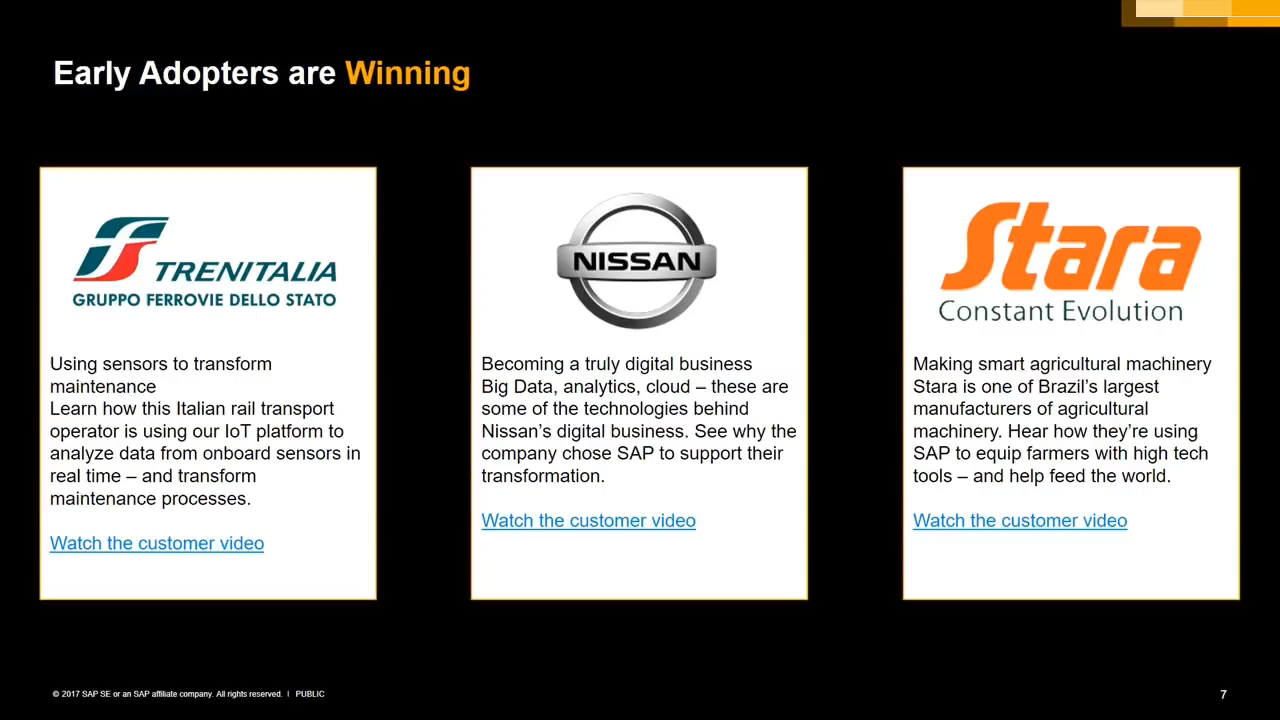 Early Adopters are Winning
TRENITALIA
GRUPPO FERROVIE DELLO STATO
Using sensors to transform
maintenance
Learn how this Italian rail transport
operator is using our IoT platform to
analyze data from onboard sensors in
real time – and transform
maintenance processes.
Watch the customer video
NISSAN
Becoming a truly digital business
Big Data, analytics, cloud – these are
some of the technologies behind
Nissan's digital business. See why the
company chose SAP to support their
transformation.
Watch the customer video
Stara
Constant Evolution
Making smart agricultural machinery
Stara is one of Brazil's largest
manufacturers of agricultural
machinery. Hear how they're using
SAP to equip farmers with high tech
tools – and help feed the world.
Watch the customer video
© 2017 SAP SE or an SAP affiliate company. All rights reserved. I PUBLIC
7